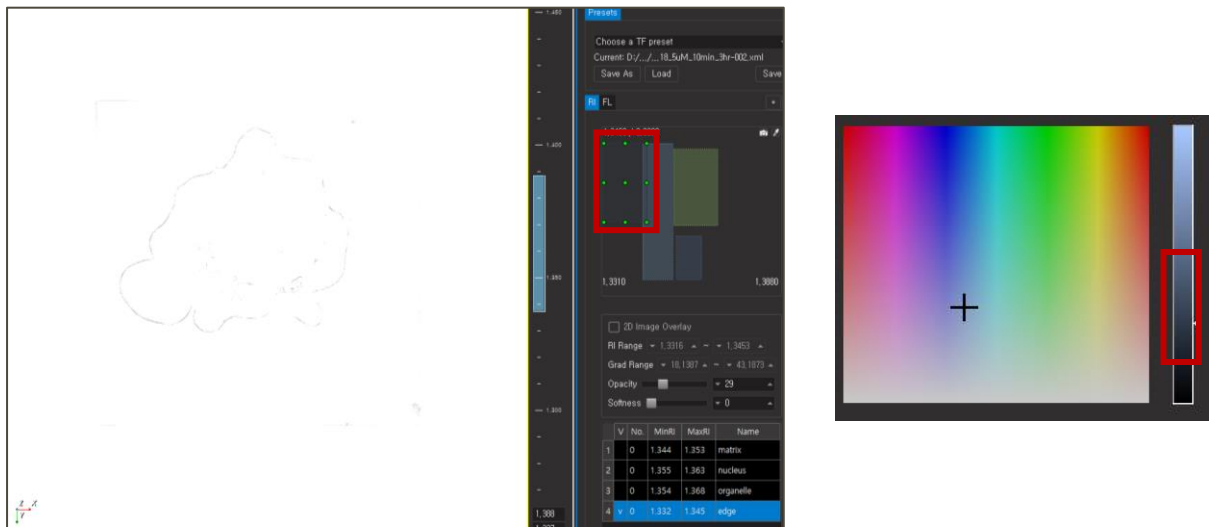 1,450
Presets
Choose a TF preset
Current: D:/.../...18_5uM_10min_3hr-002.xml
Save As Load Save
RI FL
1,400
1,350
1,3310 1,3880
2D Image Overlay
RI Range 1,3316 ~ 1,3453
Grad Range 18,1387 ~ 43,1873
Opacity 29
Softness 0
1,300
V No. MinRI MaxRI Name
1 0 1.344 1.353 matrix
2 0 1.355 1.363 nucleus
3 0 1.354 1.368 organelle
4 v 0 1.332 1.345 edge
Z X
Y
1,388